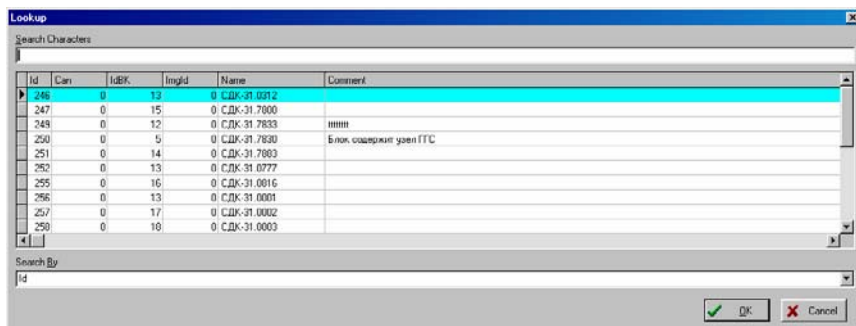 Lookup
Search Characters
Id Can IdBK ImgId Name Comment
246 0 13 0 СДК-31.0312
247 0 15 0 СДК-31.7800
249 0 12 0 СДК-31.7833 !!!!!!!!
250 0 5 0 СДК-31.7830 Блок содержит узел ГГС
251 0 14 0 СДК-31.7803
252 0 13 0 СДК-31.0777
255 0 16 0 СДК-31.0016
256 0 13 0 СДК-31.0001
257 0 17 0 СДК-31.0002
258 0 18 0 СДК-31.0003
Search By
Id
OK Cancel